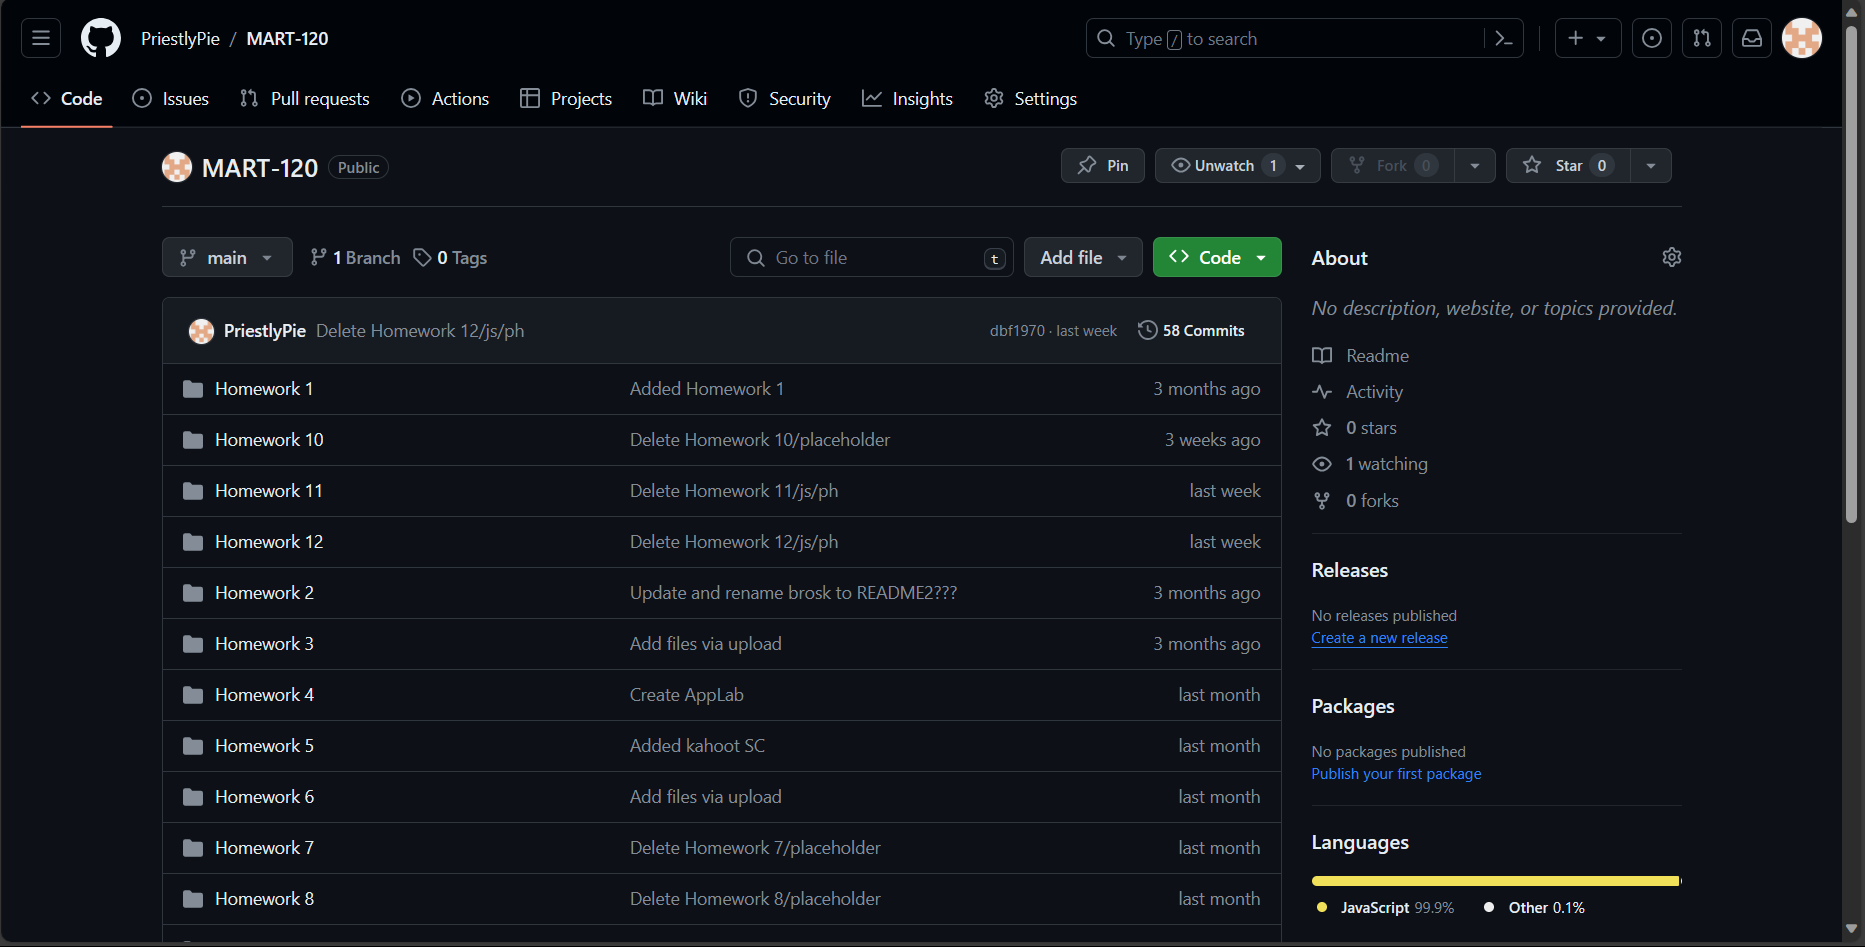 PriestlyPie / MART-120
Type / to search
Code Issues Pull requests Actions Projects Wiki Security Insights Settings
MART-120 Public
Pin Unwatch 1 Fork 0 Star 0
main 1 Branch 0 Tags Go to file t Add file Code
PriestlyPie Delete Homework 12/js/ph dbf1970 · last week 58 Commits
Homework 1 Added Homework 1 3 months ago
Homework 10 Delete Homework 10/placeholder 3 weeks ago
Homework 11 Delete Homework 11/js/ph last week
Homework 12 Delete Homework 12/js/ph last week
Homework 2 Update and rename brosk to README2??? 3 months ago
Homework 3 Add files via upload 3 months ago
Homework 4 Create AppLab last month
Homework 5 Added kahoot SC last month
Homework 6 Add files via upload last month
Homework 7 Delete Homework 7/placeholder last month
Homework 8 Delete Homework 8/placeholder last month
About
No description, website, or topics provided.
Readme
Activity
0 stars
1 watching
0 forks
Releases
No releases published
Create a new release
Packages
No packages published
Publish your first package
Languages
JavaScript 99.9% Other 0.1%